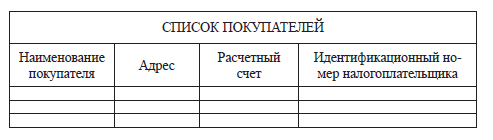 СПИСОК ПОКУПАТЕЛЕЙ
Наименование
покупателя
Адрес
Расчетный
счет
Идентификационный но-
мер налогоплательщика